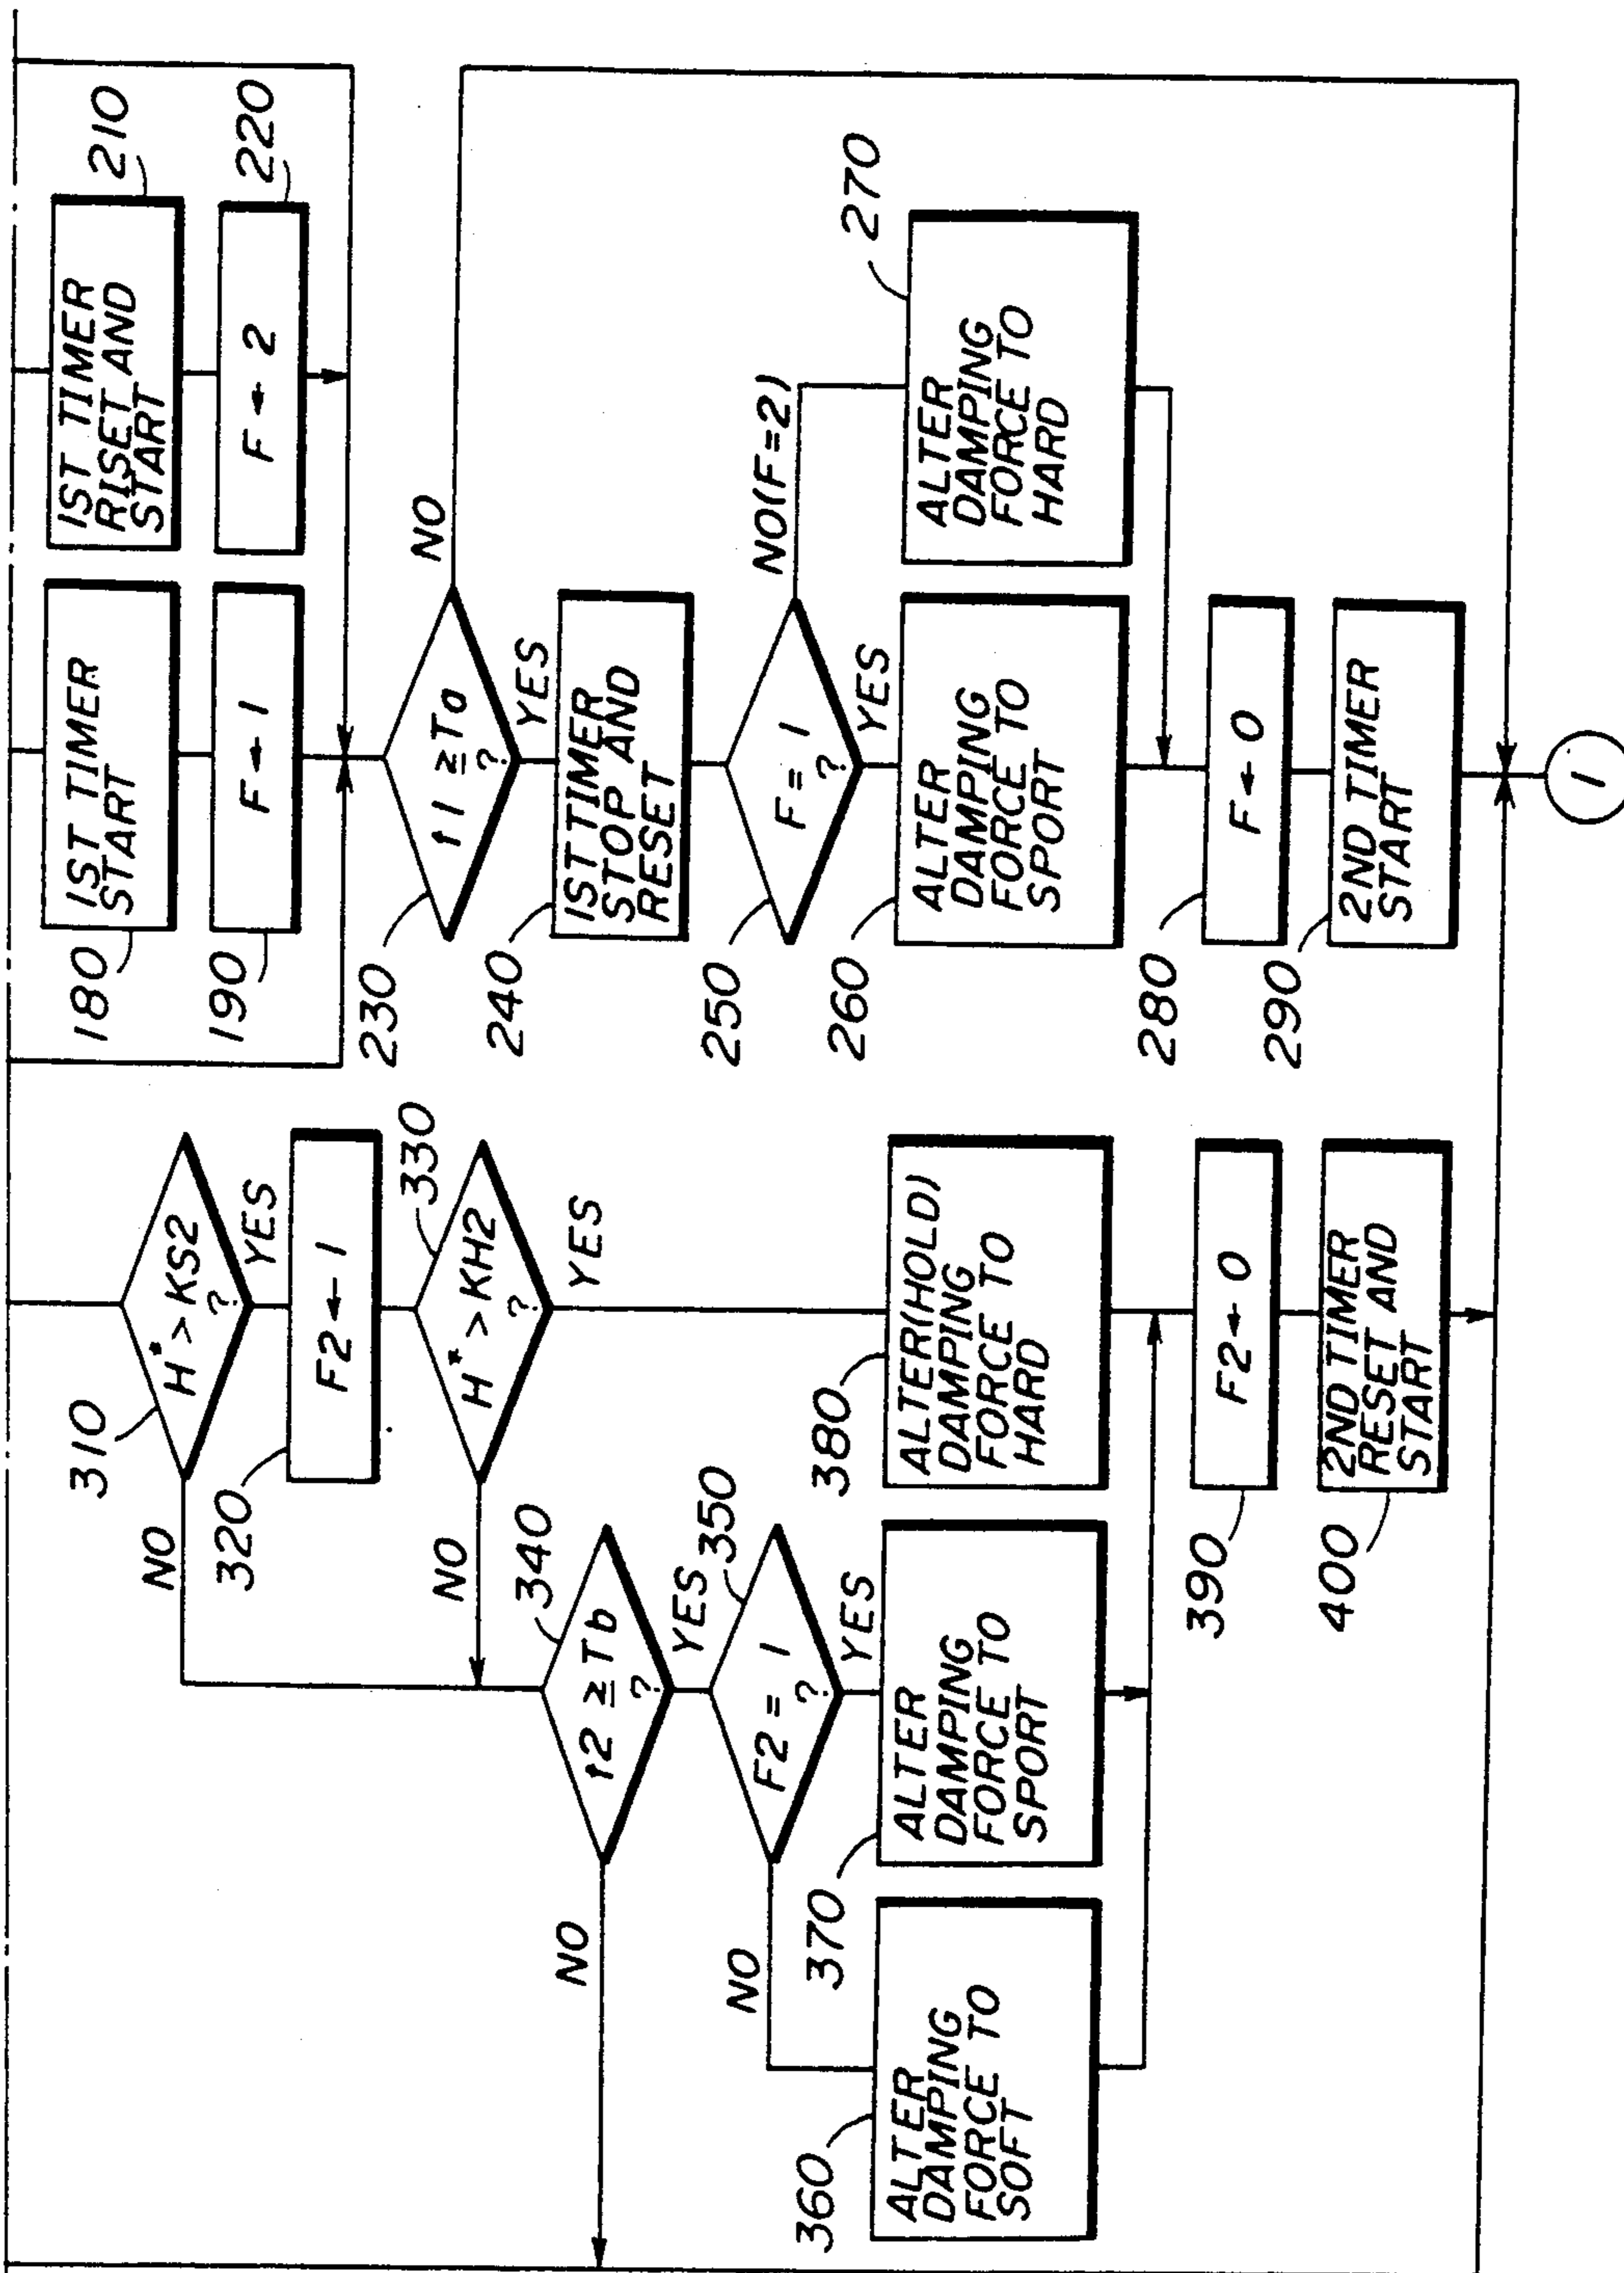 H* > KS2
?
310
NO
YES
F2 ← 1
320
H* > KH2
?
330
NO
YES
t2 ≥ Tb
?
340
NO
YES
F2 = 1
?
350
NO
YES
ALTER
DAMPING
FORCE TO
SOFT
360
ALTER
DAMPING
FORCE TO
SPORT
370
ALTER(HOLD)
DAMPING
FORCE TO
HARD
380
F2 ← 0
390
2ND TIMER
RESET AND
START
400
1ST TIMER
START
180
F ← 1
190
1ST TIMER
RISET AND
START
210
F ← 2
220
t1 ≥ Ta
?
230
NO
YES
1ST TIMER
STOP AND
RESET
240
F = 1
?
250
NO(F=2)
YES
ALTER
DAMPING
FORCE TO
SPORT
260
ALTER
DAMPING
FORCE TO
HARD
270
F ← 0
280
2ND TIMER
START
290
1